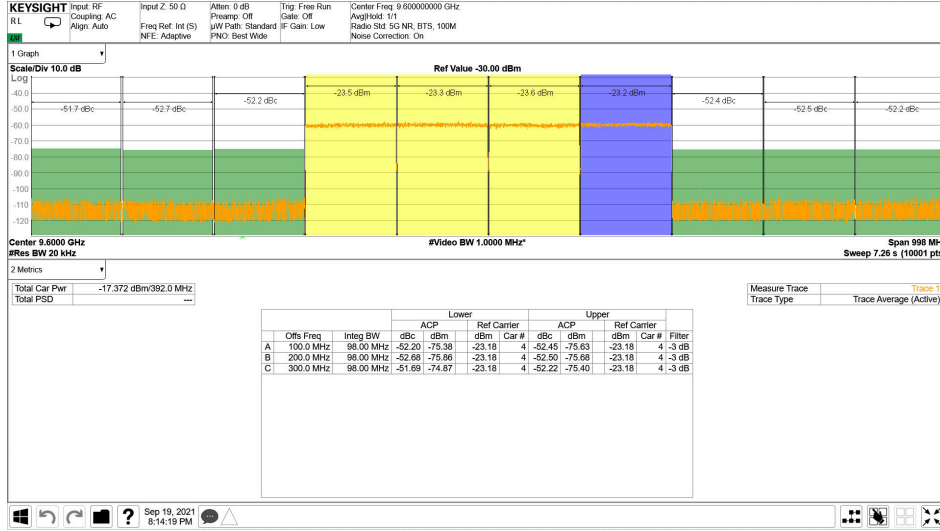 KEYSIGHT Input: RF Input Z: 50 Ω Atten: 0 dB Trig: Free Run Center Freq: 9.600000000 GHz
RL Coupling: AC Preamp: Off Gate: Off Avg|Hold: 1/1
Align: Auto Freq Ref: Int (S) µW Path: Standard IF Gain: Low Radio Std: 5G NR, BTS, 100M
LXI NFE: Adaptive PNO: Best Wide Noise Correction: On
1 Graph
Scale/Div 10.0 dB Ref Value -30.00 dBm
Log
-40.0 -23.5 dBm -23.3 dBm -23.6 dBm -23.2 dBm
-52.2 dBc -52.4 dBc
-50.0 -51.7 dBc -52.7 dBc -52.5 dBc -52.2 dBc
-60.0
-70.0
-80.0
-90.0
-100
-110
-120
Center 9.6000 GHz #Video BW 1.0000 MHz* Span 998 MH
#Res BW 20 kHz Sweep 7.26 s (10001 pts
2 Metrics
Total Car Pwr -17.372 dBm/392.0 MHz Measure Trace Trace 1
Total PSD --- Trace Type Trace Average (Active)
Lower Upper
ACP Ref Carrier ACP Ref Carrier
Offs Freq Integ BW dBc dBm dBm Car # dBc dBm dBm Car # Filter
A 100.0 MHz 98.00 MHz -52.20 -75.38 -23.18 4 -52.45 -75.63 -23.18 4 -3 dB
B 200.0 MHz 98.00 MHz -52.68 -75.86 -23.18 4 -52.50 -75.68 -23.18 4 -3 dB
C 300.0 MHz 98.00 MHz -51.69 -74.87 -23.18 4 -52.22 -75.40 -23.18 4 -3 dB
? Sep 19, 2021
8:14:19 PM